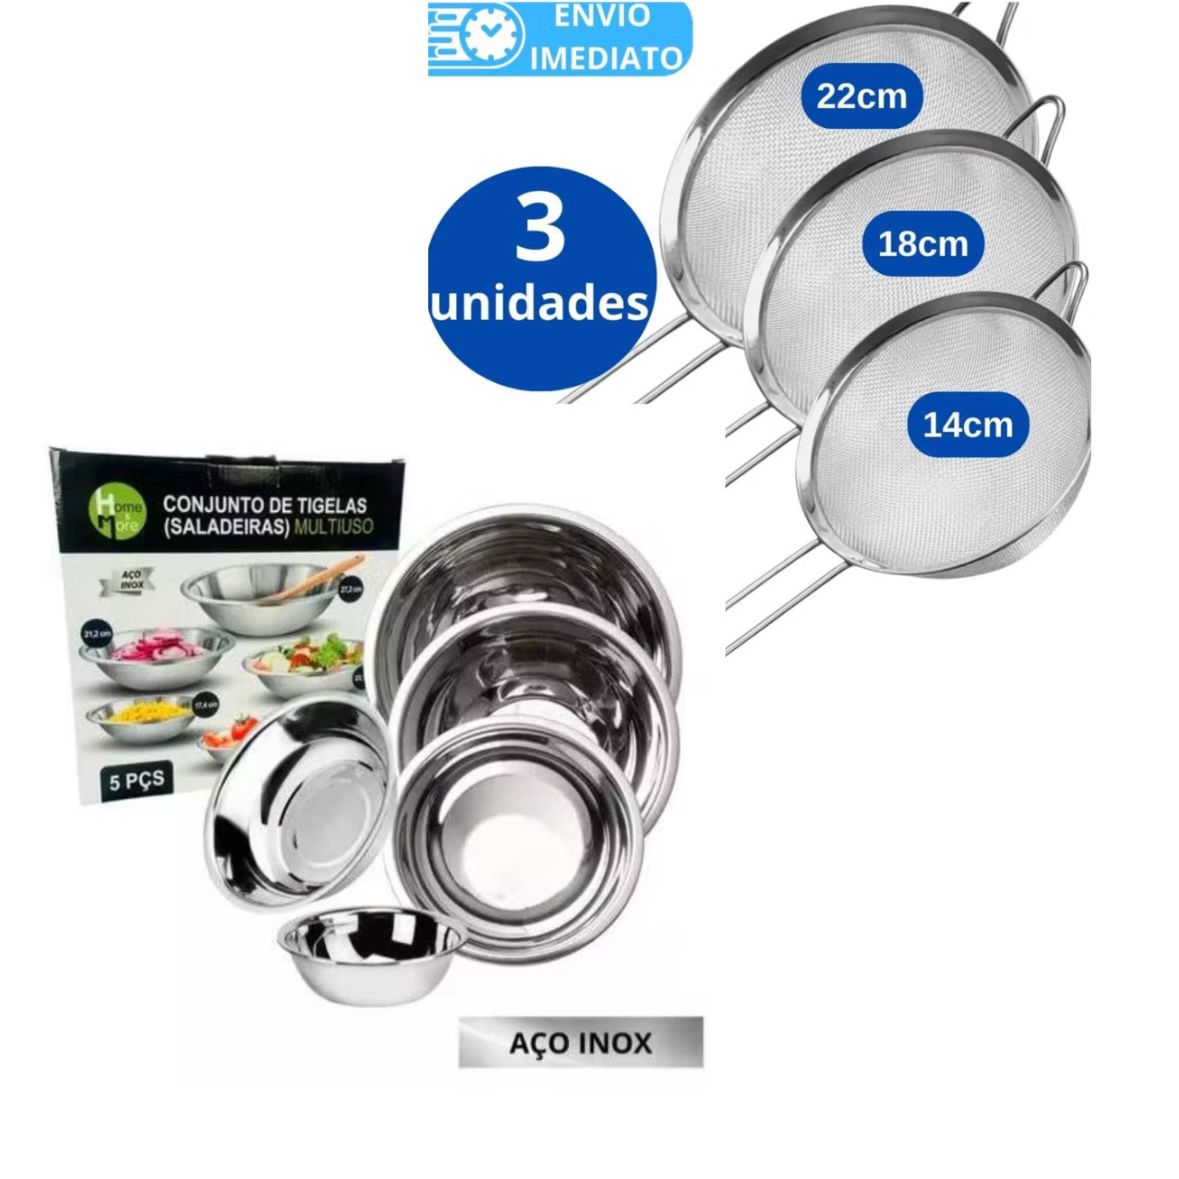 ENVIO
IMEDIATO
22cm
3
unidades
18cm
14cm
Home
More
CONJUNTO DE TIGELAS
(SALADEIRAS) MULTIUSO
AÇO
INOX
27,2 cm
21,2 cm
17,4 cm
5 PÇS
AÇO INOX